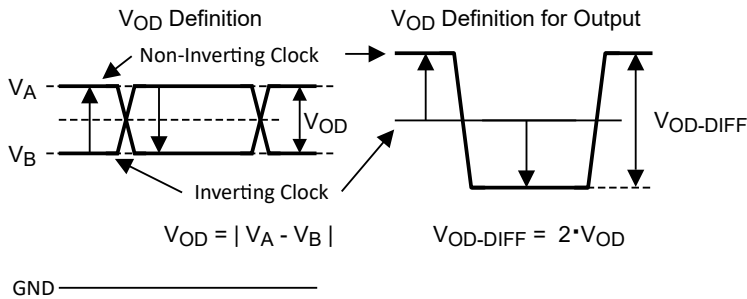 VOD Definition
VOD Definition for Output
Non-Inverting Clock
VA
VOD
VOD-DIFF
VB
Inverting Clock
VOD = | VA - VB |
VOD-DIFF = 2·VOD
GND